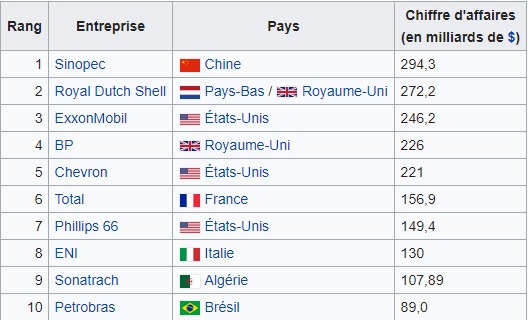 Rang Entreprise Pays Chiffre d'affaires
(en milliards de $)
1 Sinopec Chine 294,3
2 Royal Dutch Shell Pays-Bas / Royaume-Uni 272,2
3 ExxonMobil États-Unis 246,2
4 BP Royaume-Uni 226
5 Chevron États-Unis 221
6 Total France 156,9
7 Phillips 66 États-Unis 149,4
8 ENI Italie 130
9 Sonatrach Algérie 107,89
10 Petrobras Brésil 89,0